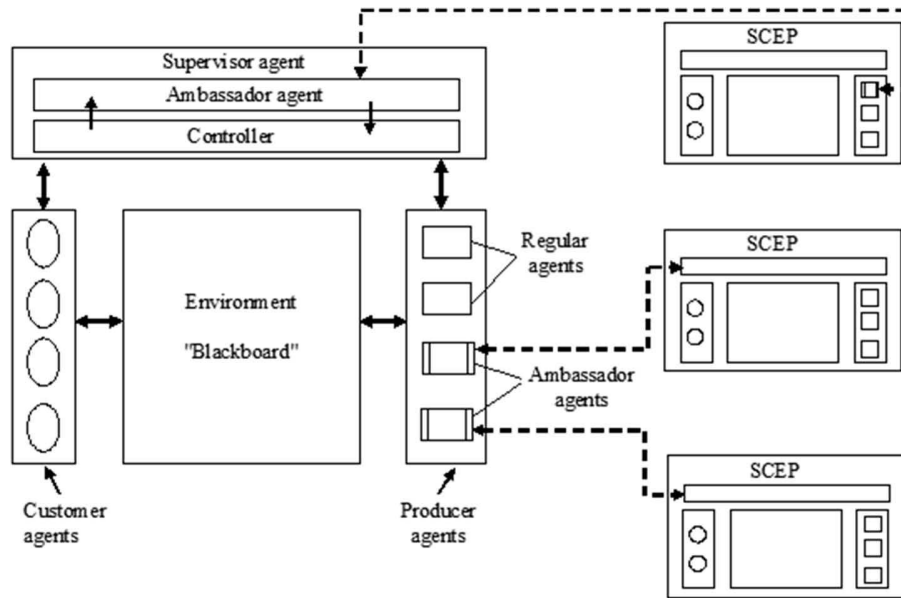 SCEP
Supervisor agent
Ambassador agent
Controller
Regular
agents
SCEP
Environment
"Blackboard"
Ambassador
agents
SCEP
Customer
agents
Producer
agents